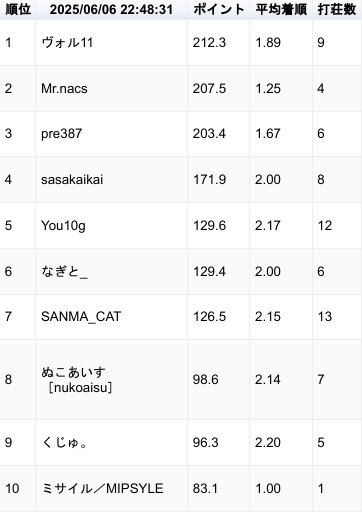 順位 2025/06/06 22:48:31 ポイント 平均着順 打荘数
1 ヴォル11 212.3 1.89 9
2 Mr.nacs 207.5 1.25 4
3 pre387 203.4 1.67 6
4 sasakaikai 171.9 2.00 8
5 You10g 129.6 2.17 12
6 なぎと_ 129.4 2.00 6
7 SANMA_CAT 126.5 2.15 13
8 ぬこあいす 98.6 2.14 7
［nukoaisu］
9 くじゅ。 96.3 2.20 5
10 ミサイル／MIPSYLE 83.1 1.00 1